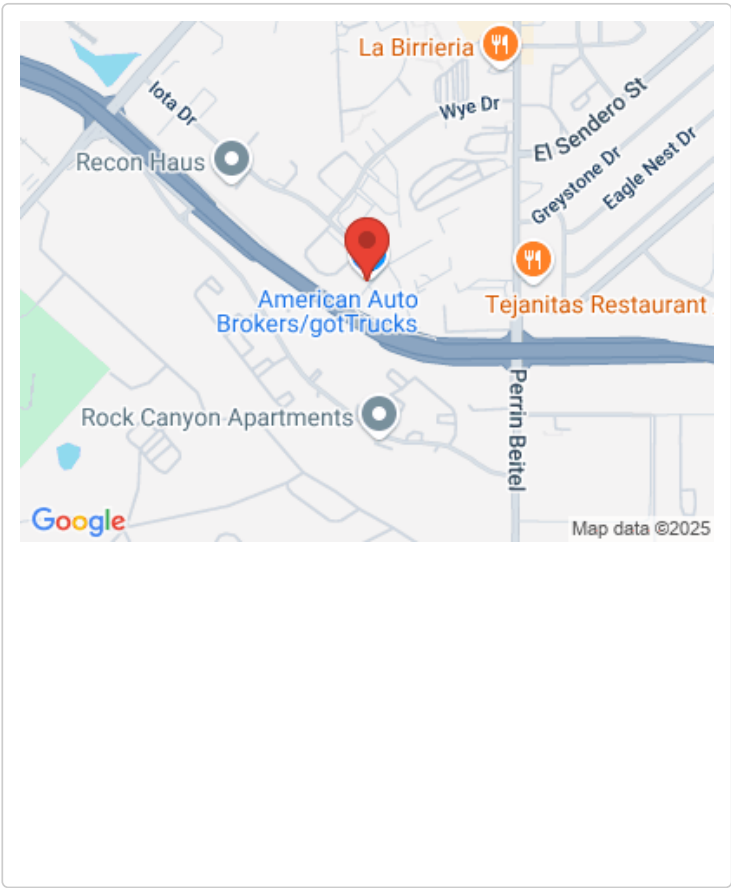 La Birrieria
Iota Dr
Wye Dr
El Sendero St
Recon Haus
Greystone Dr
Eagle Nest Dr
American Auto
Brokers/gotTrucks
Tejanitas Restaurant
Rock Canyon Apartments
Perrin Beitel
Google
Map data ©2025